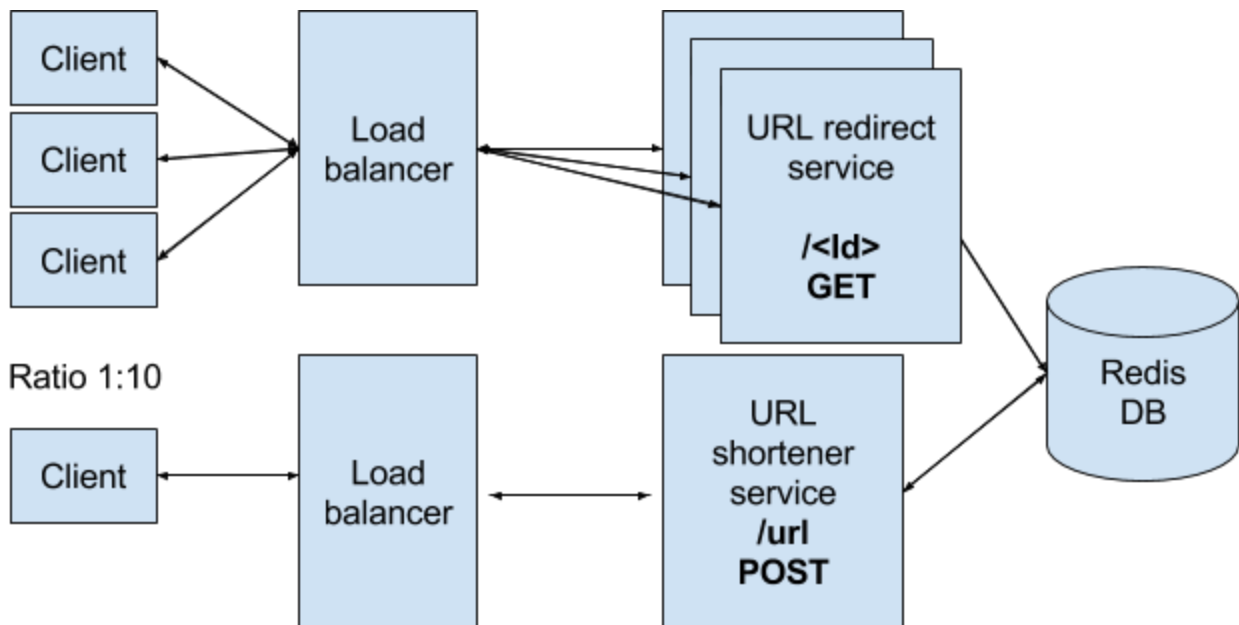 Client
Client
Client
Load
balancer
URL redirect
service
/<Id>
GET
Ratio 1:10
Client
Load
balancer
URL
shortener
service
/url
POST
Redis
DB